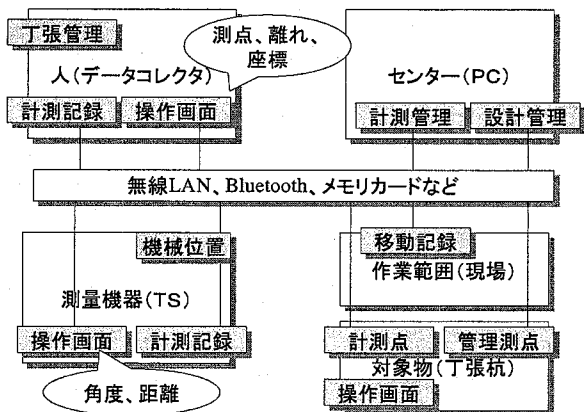 丁張管理
人(データコレクタ)
計測記録
操作画面
測点、離れ、
座標
センター(PC)
計測管理
設計管理
無線LAN、Bluetooth、メモリカードなど
機械位置
測量機器(TS)
操作画面
計測記録
角度、距離
移動記録
作業範囲(現場)
計測点
管理測点
対象物(丁張杭)
操作画面